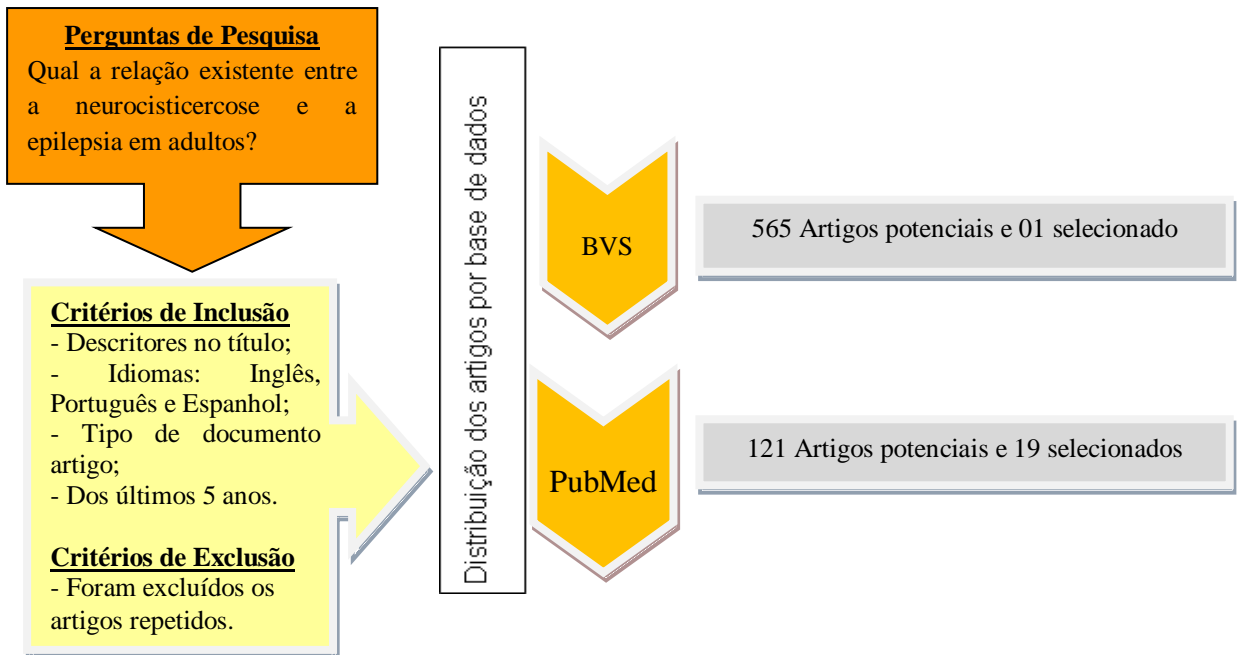 Perguntas de Pesquisa
Qual a relação existente entre
a neurocisticercose e a
epilepsia em adultos?
Critérios de Inclusão
- Descritores no título;
- Idiomas: Inglês,
Português e Espanhol;
- Tipo de documento
artigo;
- Dos últimos 5 anos.
Critérios de Exclusão
- Foram excluídos os
artigos repetidos.
Distribuição dos artigos por base de dados
BVS
565 Artigos potenciais e 01 selecionado
PubMed
121 Artigos potenciais e 19 selecionados